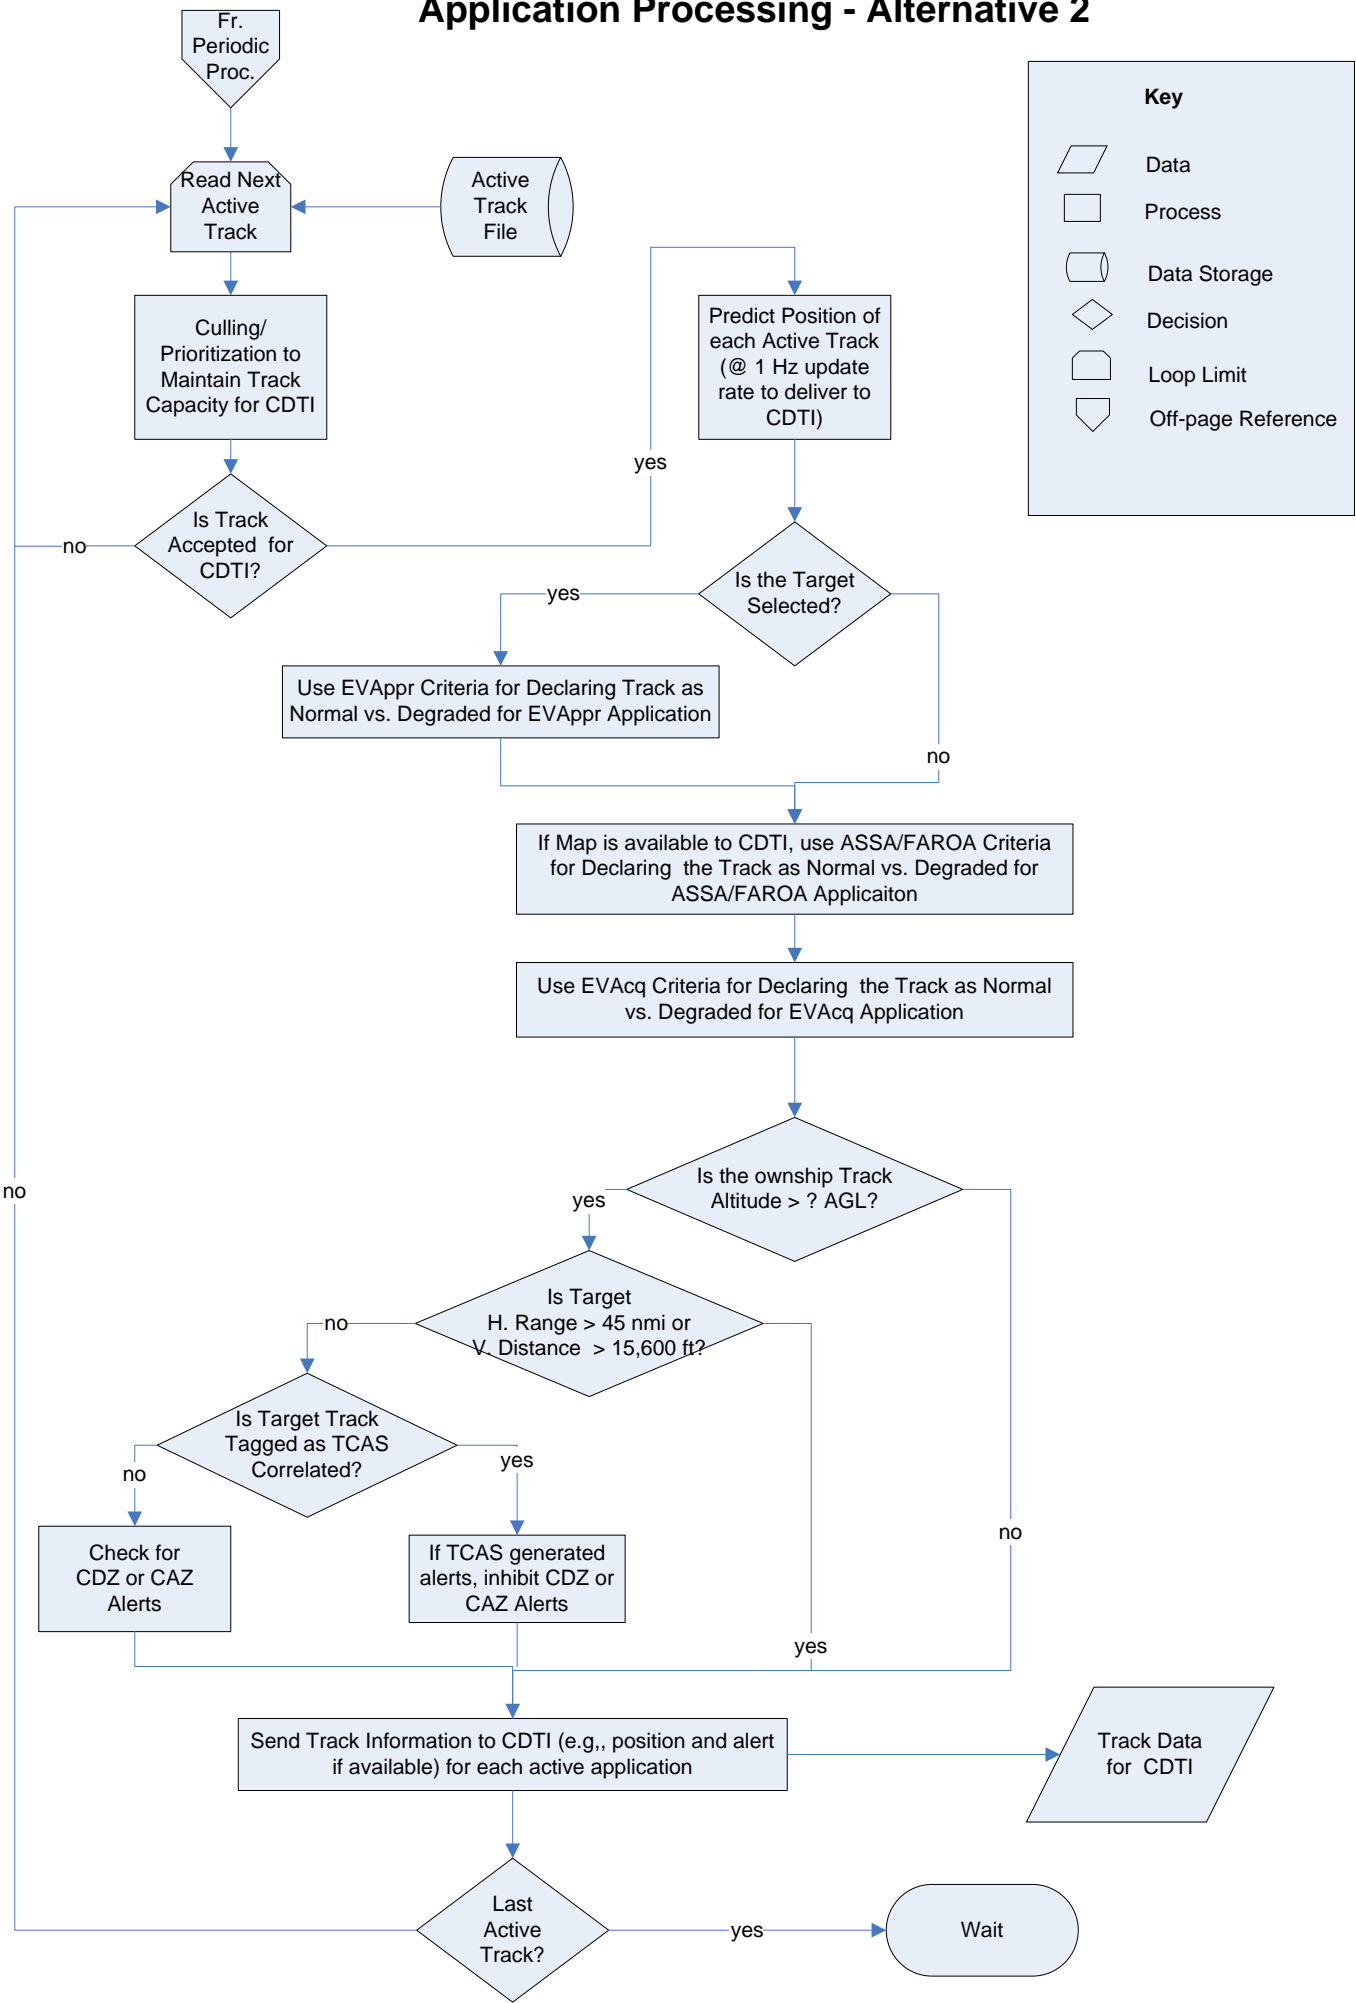 Application Processing - Alternative 2
Fr.
Periodic
Proc.
Read Next
Active
Track
Active
Track
File
Key
Data
Process
Data Storage
Decision
Loop Limit
Off-page Reference
Culling/
Prioritization to
Maintain Track
Capacity for CDTI
Predict Position of
each Active Track
(@ 1 Hz update
rate to deliver to
CDTI)
yes
Is Track
Accepted for
CDTI?
no
Is the Target
Selected?
yes
no
Use EVAppr Criteria for Declaring Track as
Normal vs. Degraded for EVAppr Application
If Map is available to CDTI, use ASSA/FAROA Criteria
for Declaring the Track as Normal vs. Degraded for
ASSA/FAROA Applicaiton
Use EVAcq Criteria for Declaring the Track as Normal
vs. Degraded for EVAcq Application
Is the ownship Track
Altitude > ? AGL?
no
yes
Is Target
H. Range > 45 nmi or
V. Distance > 15,600 ft?
no
Is Target Track
Tagged as TCAS
Correlated?
no
yes
no
Check for
CDZ or CAZ
Alerts
If TCAS generated
alerts, inhibit CDZ or
CAZ Alerts
yes
Send Track Information to CDTI (e.g,, position and alert
if available) for each active application
Track Data
for CDTI
Last
Active
Track?
yes
Wait